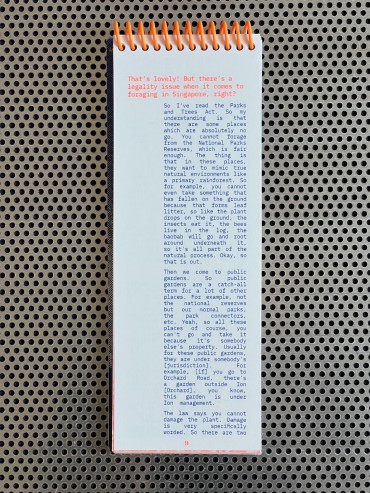 That's lovely! But there's a
legality issue when it comes to
foraging in Singapore, right?
So I've read the Parks
and Trees Act. So my
understanding is that
there are some places
which are absolutely no
go. You cannot forage
from the National Parks
Reserves, which is fair
enough. The thing is
that in these places,
they want to mimic true
natural environments like
a primary rainforest. So
for example, you cannot
even take something that
has fallen on the ground
because that forms leaf
litter, so like the plant
drops on the ground, the
insects eat it, the bees
live in the log, the
baobab will go and root
around underneath it,
so it's all part of the
natural process. Okay, so
that is out.
Then we come to public
gardens. So public
gardens are a catch-all
term for a lot of other
places. For example, not
the national reserves
but our normal parks,
the park connectors,
etc. Yeah, so all these
places of course, you
can't go and take it
because it's somebody
else's property. Usually
for these public gardens,
they are under somebody's
[jurisdiction]. For
example, [if] you go to
Orchard Road, there's
a garden outside Ion
[Orchard], you know,
this garden is under
Ion management.
The law says you cannot
damage the plant. Damage
is very specifically
worded. So there are two